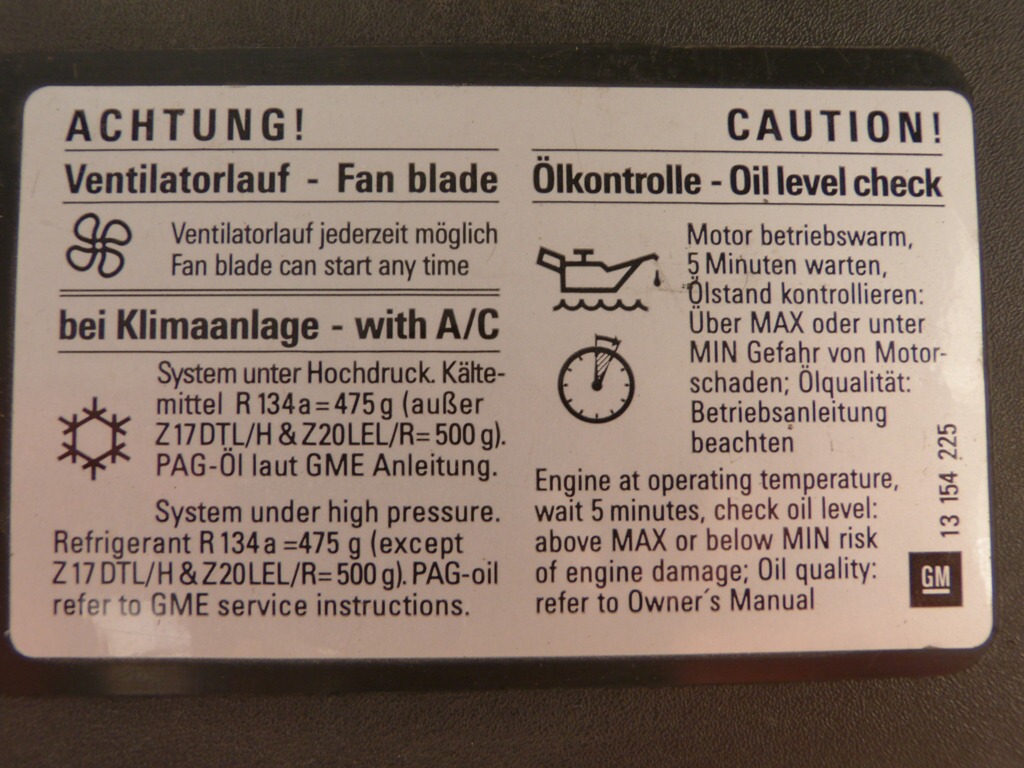 ACHTUNG!
Ventilatorlauf - Fan blade
Ventilatorlauf jederzeit möglich
Fan blade can start any time
bei Klimaanlage - with A/C
System unter Hochdruck. Kälte-
mittel R 134a = 475 g (außer
Z17DTL/H & Z20LEL/R= 500 g).
PAG-Öl laut GME Anleitung.
System under high pressure.
Refrigerant R 134a =475 g (except
Z17DTL/H & Z20LEL/R= 500 g). PAG-oil
refer to GME service instructions.
CAUTION!
Ölkontrolle - Oil level check
Motor betriebswarm,
5 Minuten warten,
Ölstand kontrollieren:
Über MAX oder unter
MIN Gefahr von Motor-
schaden; Ölqualität:
Betriebsanleitung
beachten
Engine at operating temperature,
wait 5 minutes, check oil level:
above MAX or below MIN risk
of engine damage; Oil quality:
refer to Owner´s Manual
13 154 225
GM